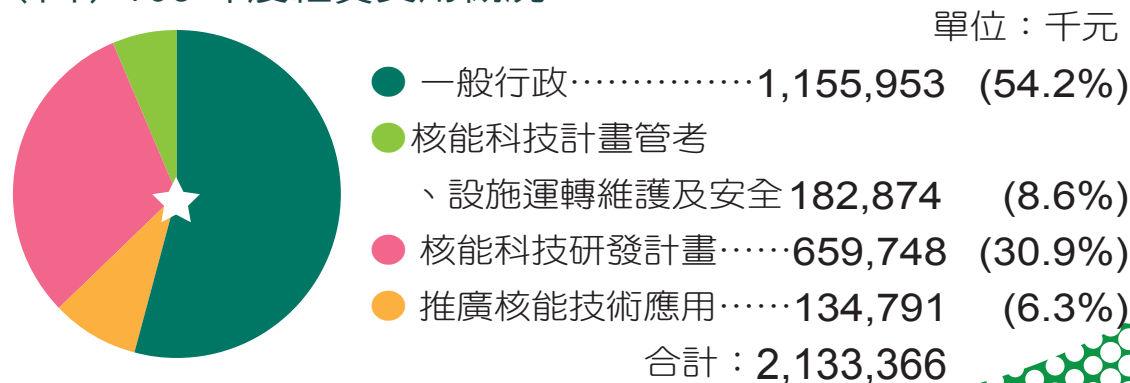 單位：千元
一般行政……………1,155,953 (54.2%)
核能科技計畫管考
、設施運轉維護及安全 182,874 (8.6%)
核能科技研發計畫……659,748 (30.9%)
推廣核能技術應用……134,791 (6.3%)
合計：2,133,366